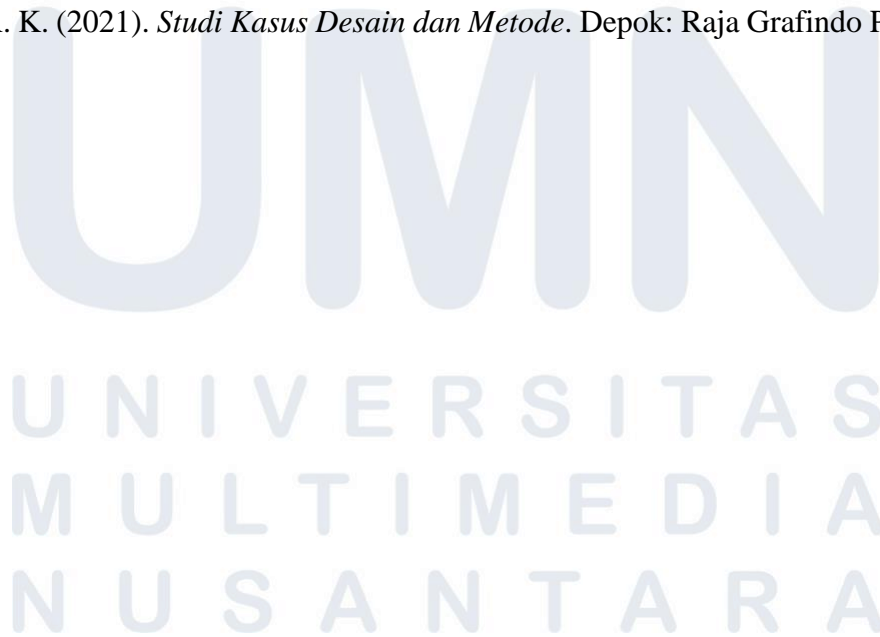 . K. (2021). Studi Kasus Desain dan Metode. Depok: Raja Grafindo
UMN
UNIVERSITAS
MULTIMEDIA
NUSANTARA